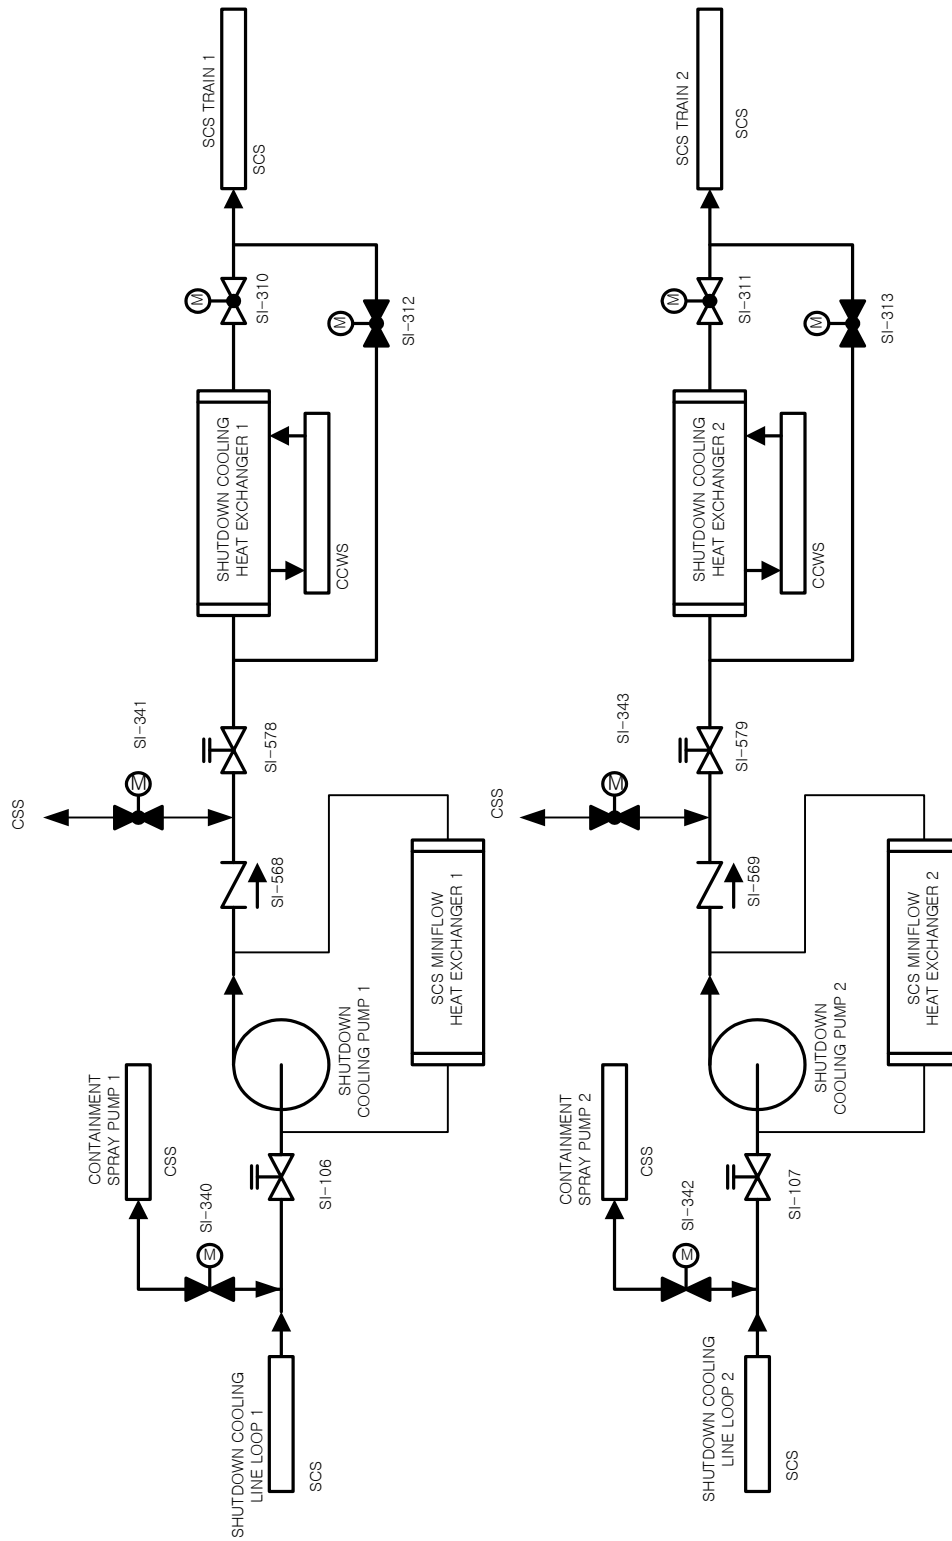 SHUTDOWN COOLING
LINE LOOP 1
SCS
CONTAINMENT
SPRAY PUMP 1
CSS
M
SI-340
SI-106
SHUTDOWN
COOLING PUMP 1
SCS MINIFLOW
HEAT EXCHANGER 1
SI-568
CSS
M
SI-341
SI-578
SHUTDOWN COOLING
HEAT EXCHANGER 1
CCWS
M
SI-310
M
SI-312
SCS TRAIN 1
SCS
SHUTDOWN COOLING
LINE LOOP 2
SCS
CONTAINMENT
SPRAY PUMP 2
CSS
M
SI-342
SI-107
SHUTDOWN
COOLING PUMP 2
SCS MINIFLOW
HEAT EXCHANGER 2
SI-569
CSS
M
SI-343
SI-579
SHUTDOWN COOLING
HEAT EXCHANGER 2
CCWS
M
SI-311
M
SI-313
SCS TRAIN 2
SCS